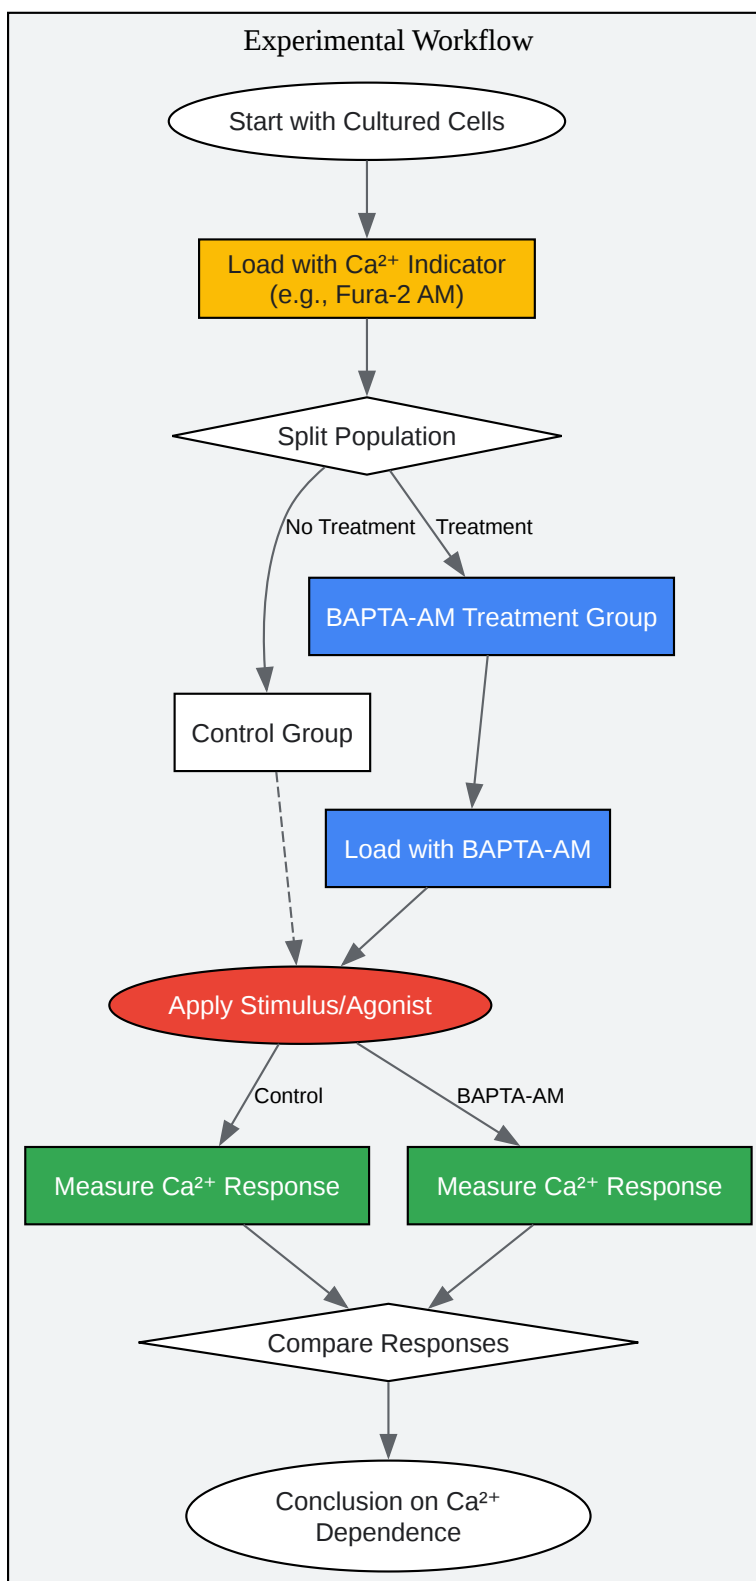 Experimental Workflow
Start with Cultured Cells
Load with Ca²⁺ Indicator
(e.g., Fura-2 AM)
Split Population
No Treatment
Treatment
BAPTA-AM Treatment Group
Control Group
Load with BAPTA-AM
Apply Stimulus/Agonist
Control
BAPTA-AM
Measure Ca²⁺ Response
Measure Ca²⁺ Response
Compare Responses
Conclusion on Ca²⁺
Dependence